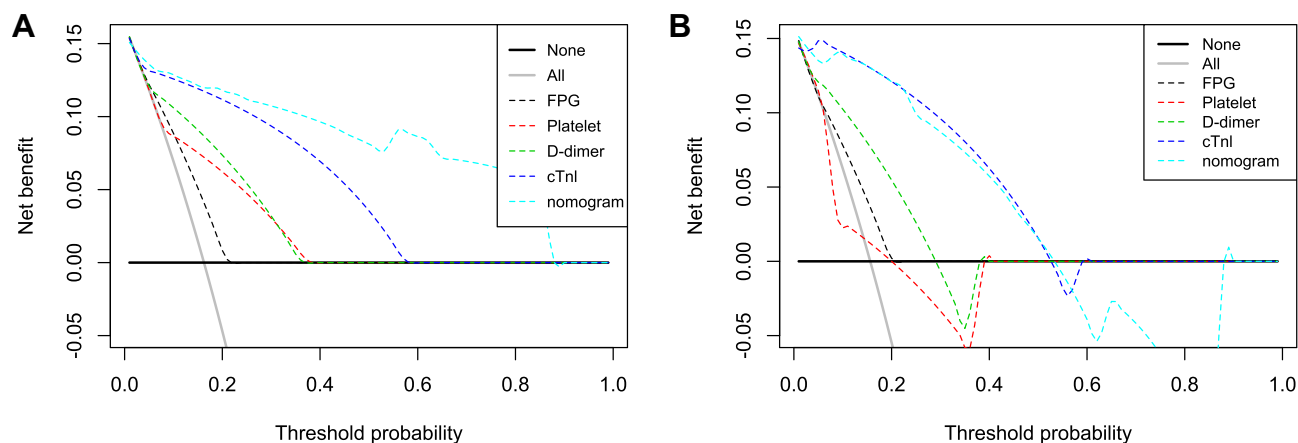 A
Net benefit
0.15
0.10
0.05
0.00
-0.05
None
All
FPG
Platelet
D-dimer
cTnI
nomogram
0.0 0.2 0.4 0.6 0.8 1.0
Threshold probability
B
Net benefit
0.15
0.10
0.05
0.00
-0.05
None
All
FPG
Platelet
D-dimer
cTnI
nomogram
0.0 0.2 0.4 0.6 0.8 1.0
Threshold probability